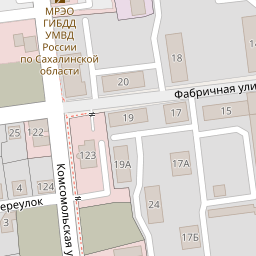 МРЭО
ГИБДД
УМВД
России
по Сахалинской
области
18
20
Фабричная ули
19
17
15
25
122
123
19А
17А
4
124
ереулок
24
3
17Б
Комсомольская у